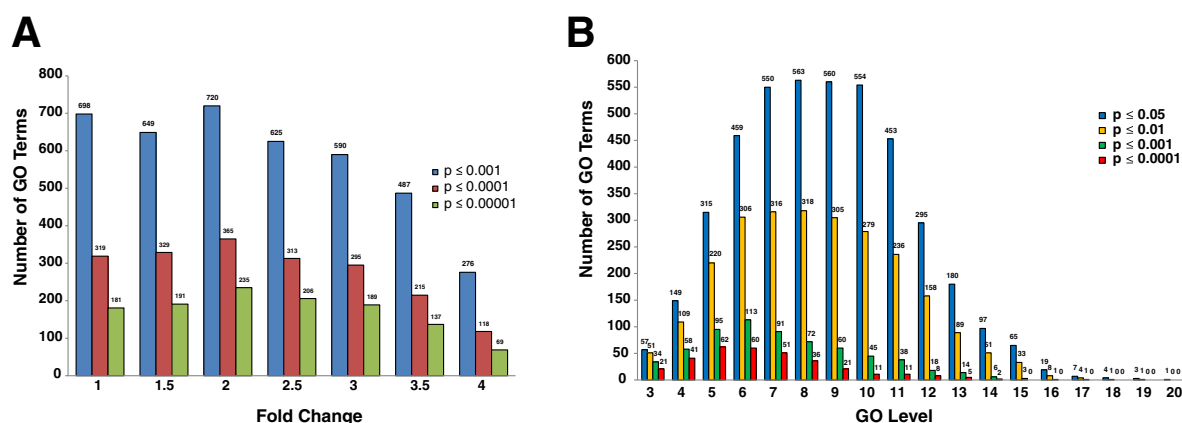 A
800
700
600
500
400
300
200
100
0
Number of GO Terms
698 649 720 625 590 487 276
319 329 365 313 295 215 118
181 191 235 206 189 137 69
1 1.5 2 2.5 3 3.5 4
Fold Change
p ≤ 0.001
p ≤ 0.0001
p ≤ 0.00001
B
600
550
500
450
400
350
300
250
200
150
100
50
0
Number of GO Terms
57 149 315 459 550 563 560 554 453 295 180 97 65 19 7 4 3 1
51 109 220 306 316 318 305 279 236 158 89 51 33 8 4 1 1 0
34 58 95 113 91 72 60 45 38 18 14 6 3 1 1 0 0 0
21 41 62 60 51 36 21 11 11 8 5 2 0 0 0 0 0
3 4 5 6 7 8 9 10 11 12 13 14 15 16 17 18 19 20
GO Level
p ≤ 0.05
p ≤ 0.01
p ≤ 0.001
p ≤ 0.0001